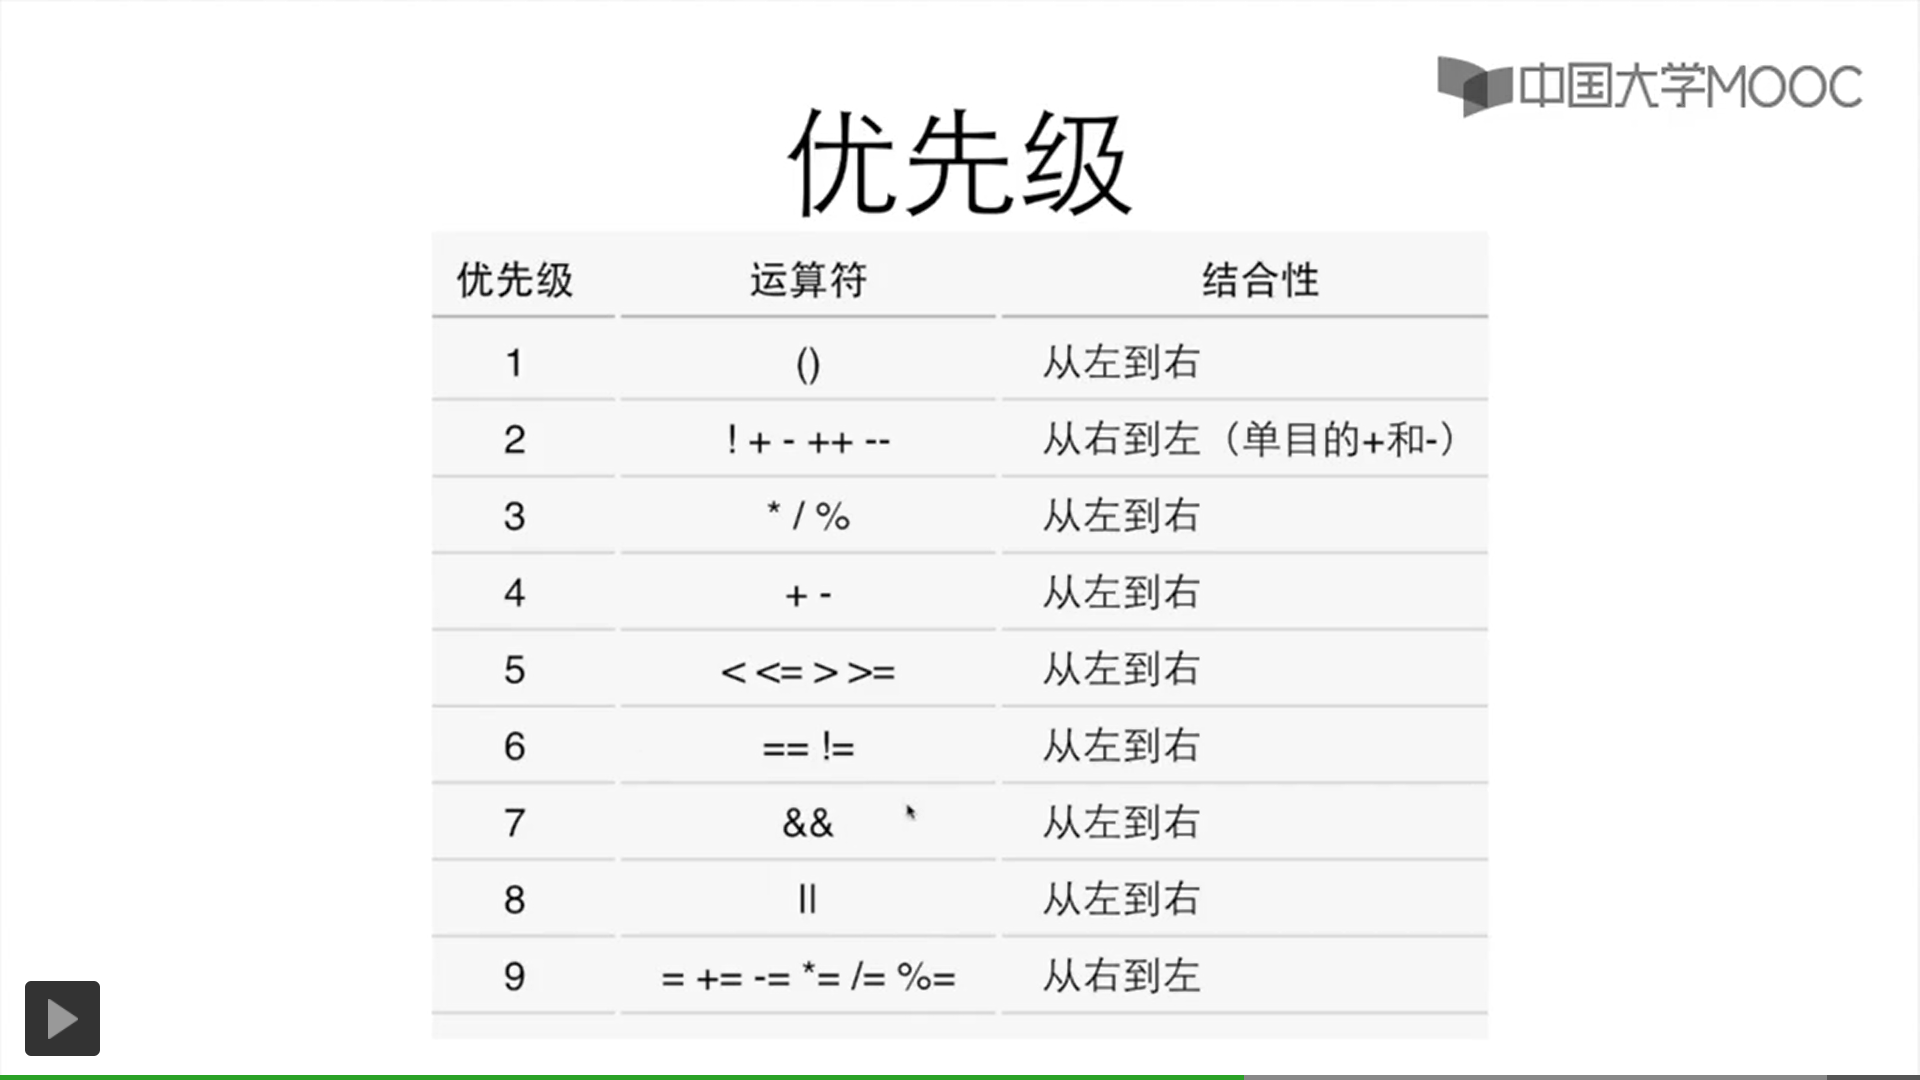 中国大学MOOC
优先级
优先级 运算符 结合性
1 () 从左到右
2 ! + - ++ -- 从右到左（单目的+和-）
3 * / % 从左到右
4 + - 从左到右
5 < <= > >= 从左到右
6 == != 从左到右
7 && 从左到右
8 || 从左到右
9 = += -= *= /= %= 从右到左